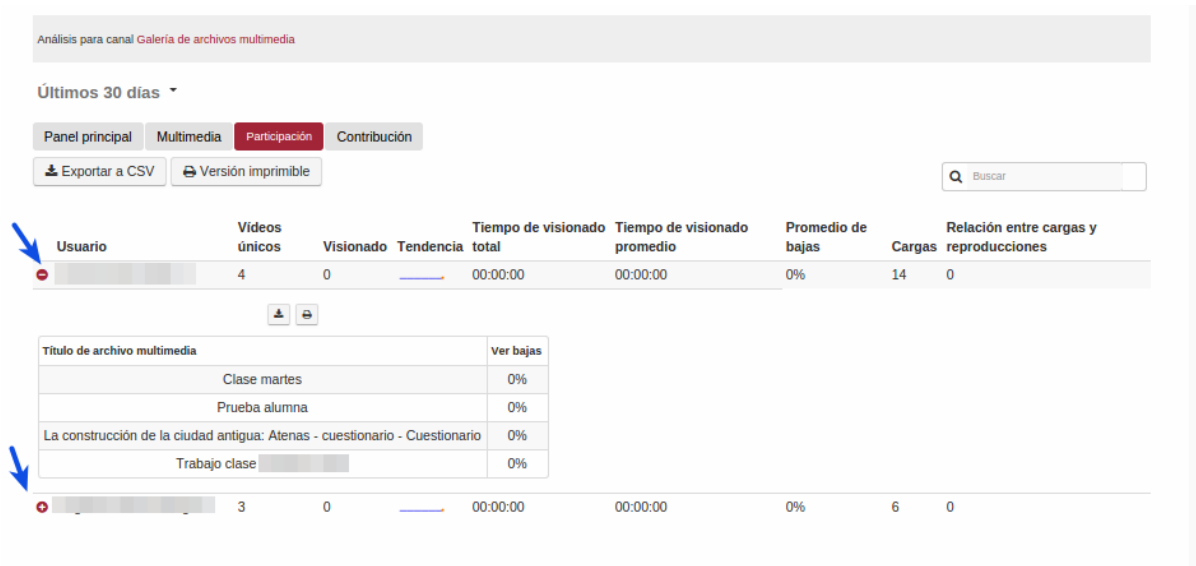 Análisis para canal Galería de archivos multimedia
Últimos 30 días
Panel principal Multimedia Participación Contribución
Exportar a CSV Versión imprimible
Buscar
Usuario Vídeos únicos Visionado Tendencia Tiempo de visionado total Tiempo de visionado promedio Promedio de bajas Cargas Relación entre cargas y reproducciones
4 0 00:00:00 00:00:00 0% 14 0
Título de archivo multimedia Ver bajas
Clase martes 0%
Prueba alumna 0%
La construcción de la ciudad antigua: Atenas - cuestionario - Cuestionario 0%
Trabajo clase 0%
3 0 00:00:00 00:00:00 0% 6 0